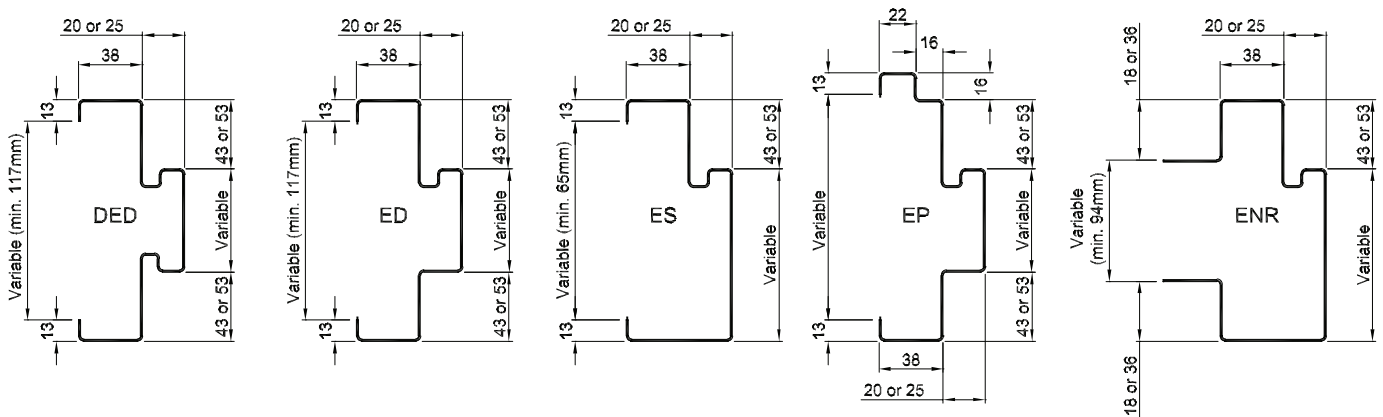 20 or 25
38
13
Variable (min. 117mm)
13
43 or 53
Variable
43 or 53
DED
20 or 25
38
13
Variable (min. 117mm)
13
43 or 53
Variable
43 or 53
ED
20 or 25
38
13
Variable (min. 65mm)
13
43 or 53
Variable
ES
22
16
16
13
Variable
13
43 or 53
Variable
43 or 53
EP
38
20 or 25
20 or 25
38
18 or 36
Variable
(min. 94mm)
18 or 36
43 or 53
Variable
ENR